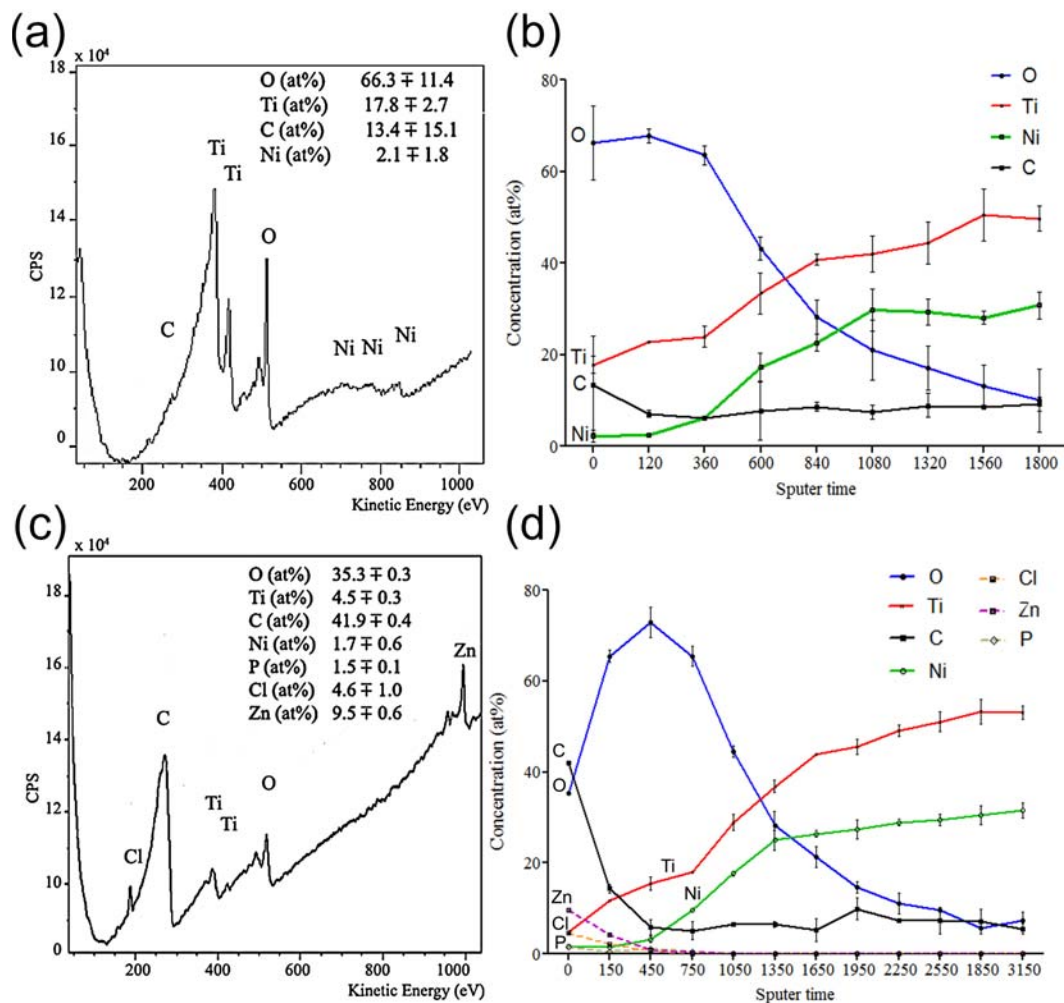 (a)
x 10⁴
18
16
14
12
10
0
CPS
O (at%) 66.3 ∓ 11.4
Ti (at%) 17.8 ∓ 2.7
C (at%) 13.4 ∓ 15.1
Ni (at%) 2.1 ∓ 1.8
Ti
Ti
O
C
Ni Ni Ni
200 400 600 800 1000
Kinetic Energy (eV)
(b)
80
60
40
20
0
Concentration (at%)
O
Ti
Ni
C
O
Ti
C
Ni
0 120 360 600 840 1080 1320 1560 1800
Sputer time
(c)
x 10⁴
18
16
14
12
10
0
CPS
O (at%) 35.3 ∓ 0.3
Ti (at%) 4.5 ∓ 0.3
C (at%) 41.9 ∓ 0.4
Ni (at%) 1.7 ∓ 0.6
P (at%) 1.5 ∓ 0.1
Cl (at%) 4.6 ∓ 1.0
Zn (at%) 9.5 ∓ 0.6
Zn
C
O
Ti
Ti
Cl
200 400 600 800 1000
Kinetic Energy (eV)
(d)
80
60
40
20
0
Concentration (at%)
O Cl
Ti Zn
C P
Ni
C
O
Ti
Ni
Zn
Cl
P
0 150 450 750 1050 1350 1650 1950 2250 2550 2850 3150
Sputer time